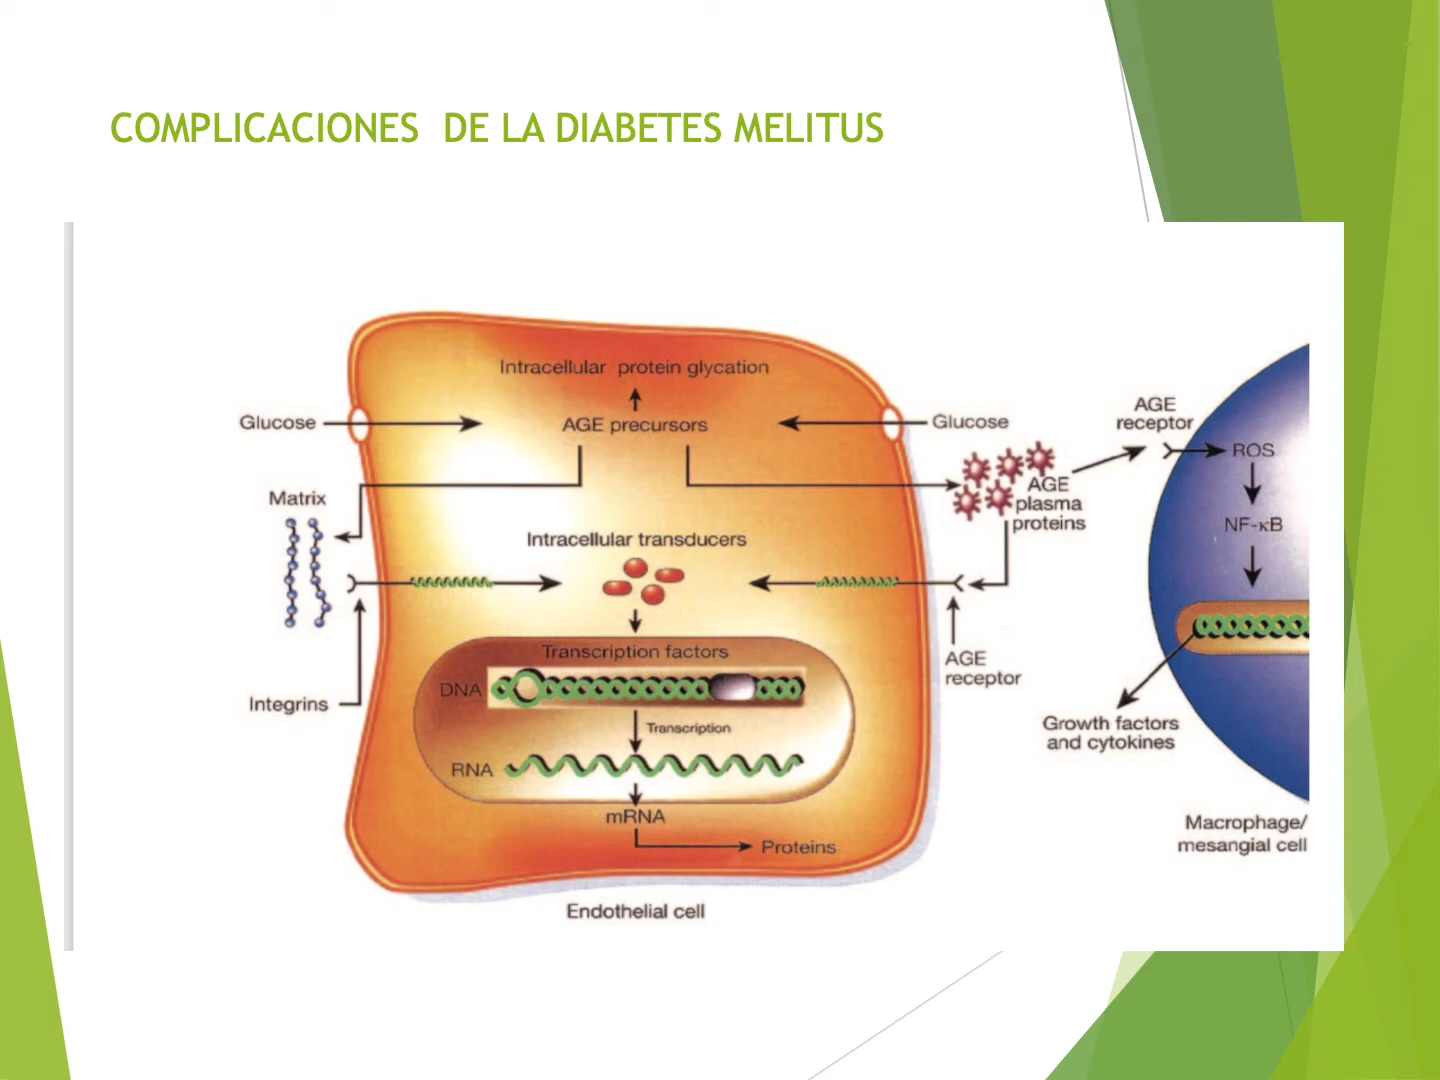 COMPLICACIONES DE LA DIABETES MELITUS
Intracellular protein glycation
Glucose
AGE precursors
Glucose
AGE
receptor
ROS
Matrix
AGE
plasma
proteins
NF-κB
Intracellular transducers
Transcription factors
DNA
AGE
receptor
Integrins
Transcription
Growth factors
and cytokines
RNA
mRNA
Proteins
Macrophage/
mesangial cell
Endothelial cell